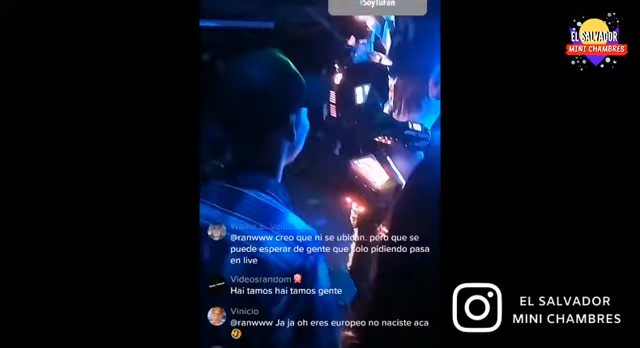 SoyTuFan
EL SALVADOR
MINI CHAMBRES
@ranwww creo que ni se ubican. pero que se
puede esperar de gente que solo pidiendo pasa
en live
Videosrandom
Hai tamos hai tamos gente
Vinicio
@ranwww Ja ja oh eres europeo no naciste aca
EL SALVADOR
MINI CHAMBRES